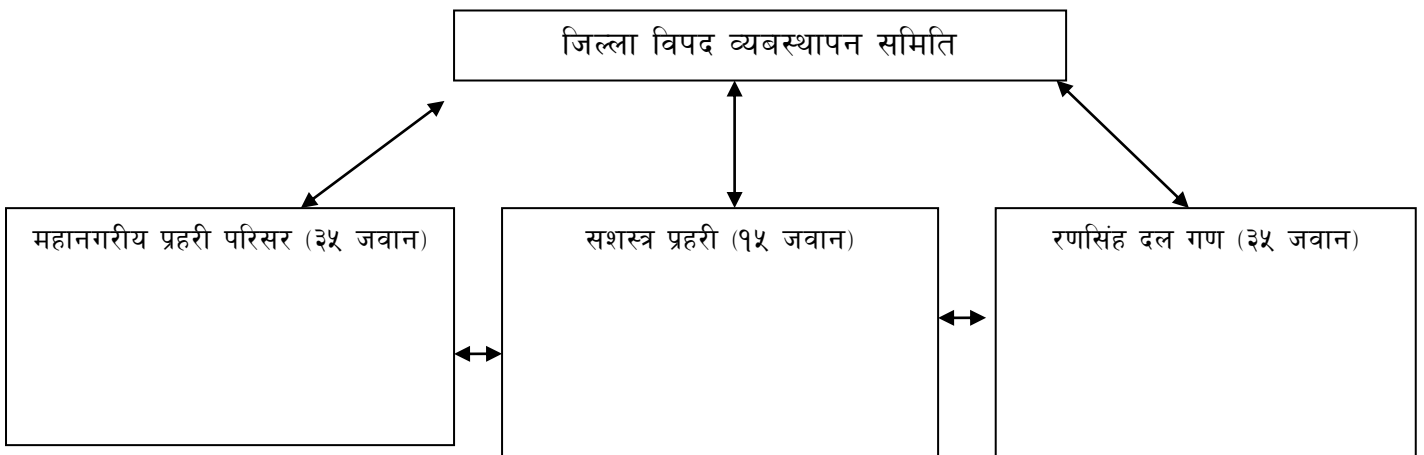 जिल्ला विपद व्यबस्थापन समिति
महानगरीय प्रहरी परिसर (३५ जवान)
सशस्त्र प्रहरी (१५ जवान)
रणसिंह दल गण (३५ जवान)